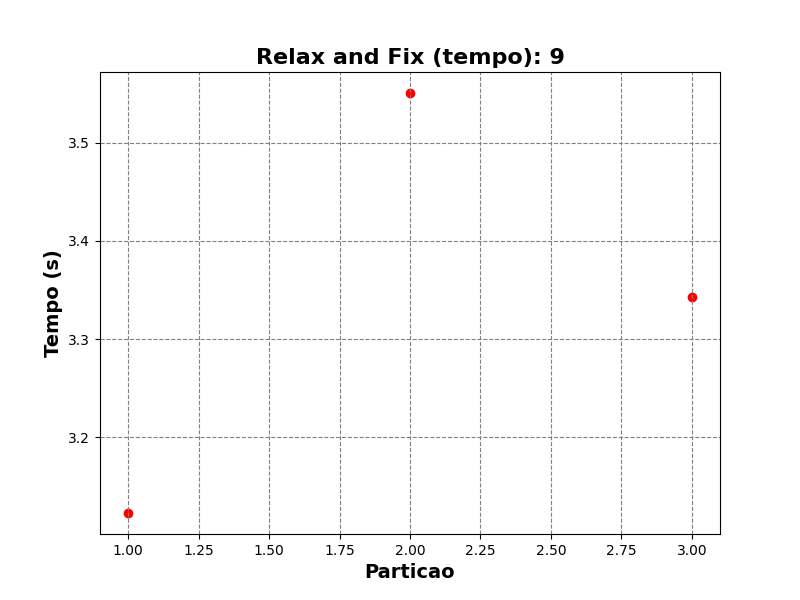 Relax and Fix (tempo): 9
Tempo (s)
3.5
3.4
3.3
3.2
1.00 1.25 1.50 1.75 2.00 2.25 2.50 2.75 3.00
Particao